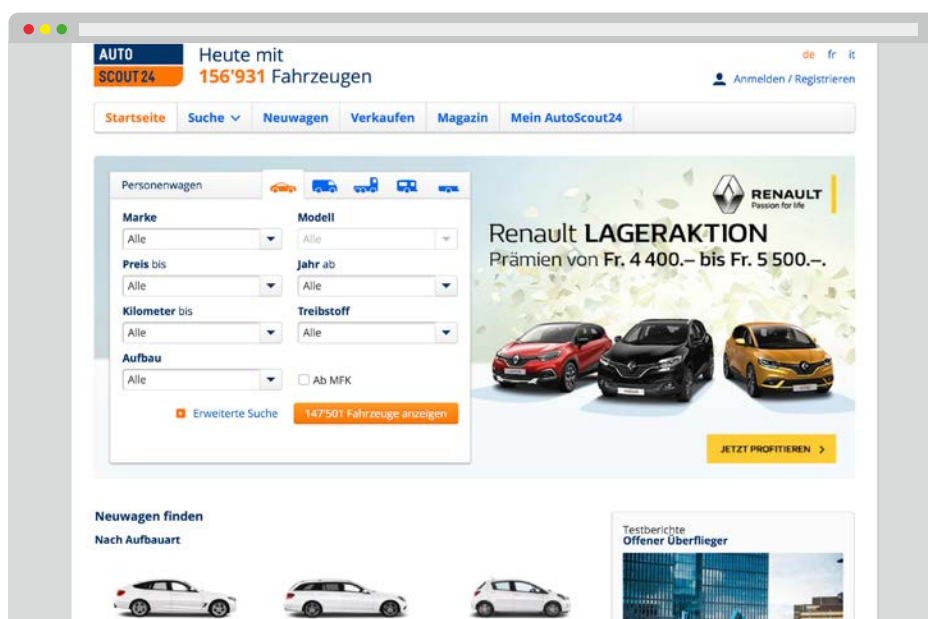 AUTO
SCOUT24
Heute mit
156'931 Fahrzeugen
de fr it
Anmelden / Registrieren
Startseite Suche Neuwagen Verkaufen Magazin Mein AutoScout24
Personenwagen
Marke Modell
Alle Alle
Preis bis Jahr ab
Alle Alle
Kilometer bis Treibstoff
Alle Alle
Aufbau
Alle Ab MFK
Erweiterte Suche 147'501 Fahrzeuge anzeigen
RENAULT
Passion for life
Renault LAGERAKTION
Prämien von Fr. 4 400.– bis Fr. 5 500.–.
JETZT PROFITIEREN >
Neuwagen finden
Nach Aufbauart
Testberichte
Offener Überflieger